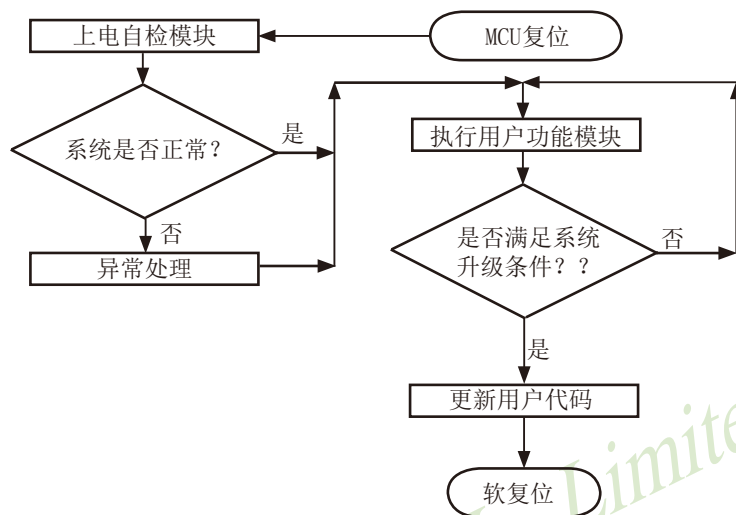 上电自检模块
MCU复位
系统是否正常?
是
否
异常处理
执行用户功能模块
是否满足系统
升级条件??
否
是
更新用户代码
软复位
Limite